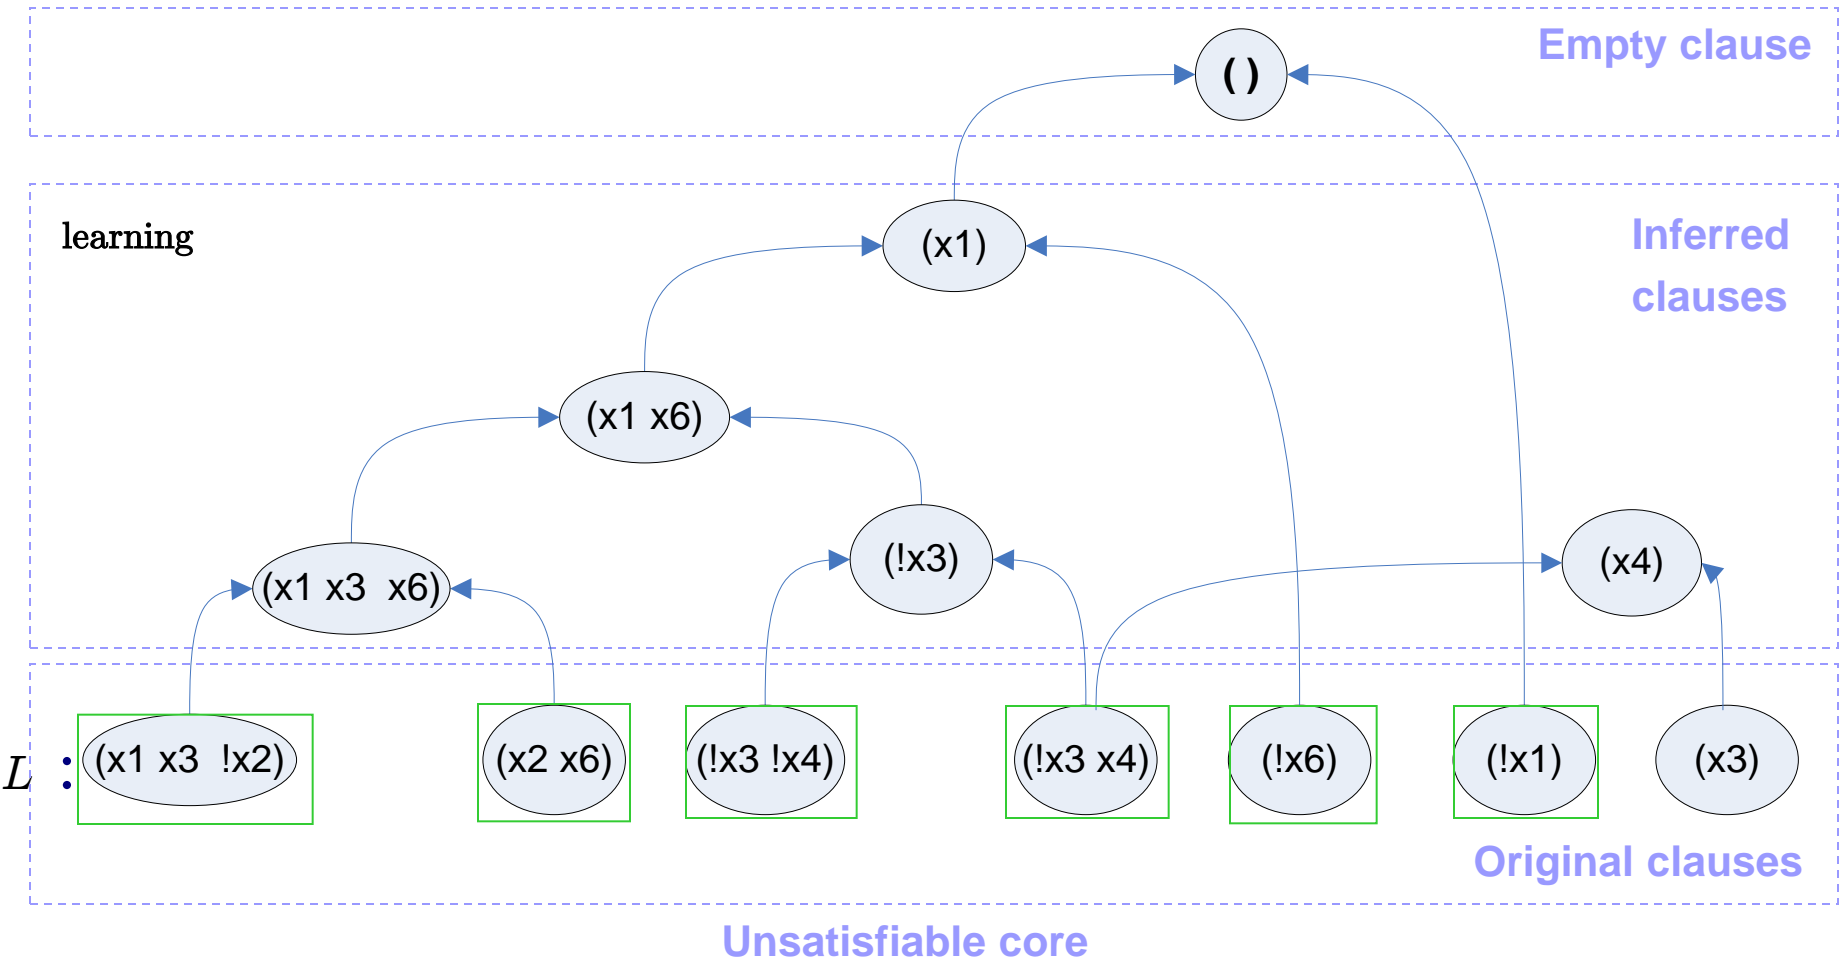 Empty clause
( )
learning
Inferred
clauses
(x1)
(x1 x6)
(!x3)
(x4)
(x1 x3 x6)
L :
(x1 x3 !x2)
(x2 x6)
(!x3 !x4)
(!x3 x4)
(!x6)
(!x1)
(x3)
Original clauses
Unsatisfiable core